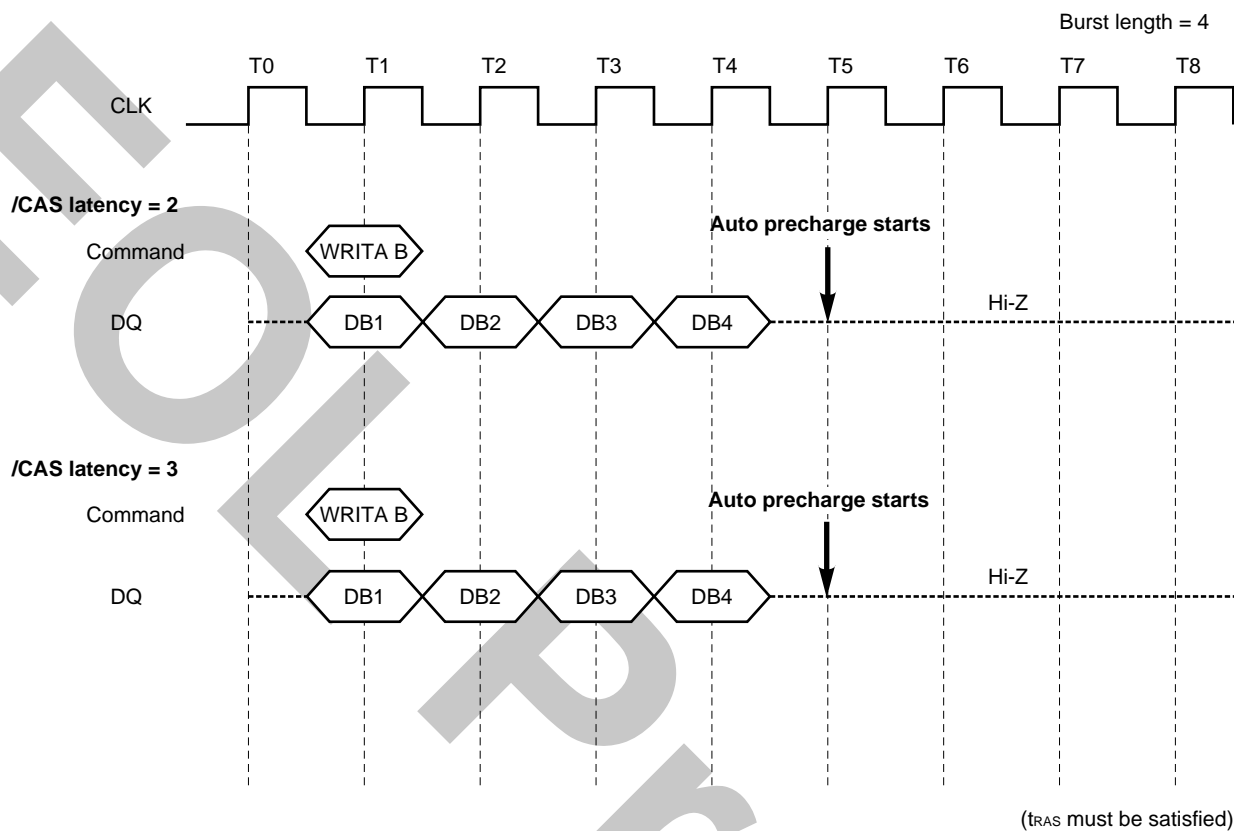 Burst length = 4
T0 T1 T2 T3 T4 T5 T6 T7 T8
CLK
/CAS latency = 2
Auto precharge starts
Command WRITA B
Hi-Z
DQ DB1 DB2 DB3 DB4
/CAS latency = 3
Auto precharge starts
Command WRITA B
Hi-Z
DQ DB1 DB2 DB3 DB4
(tRAS must be satisfied)
EOL Pr